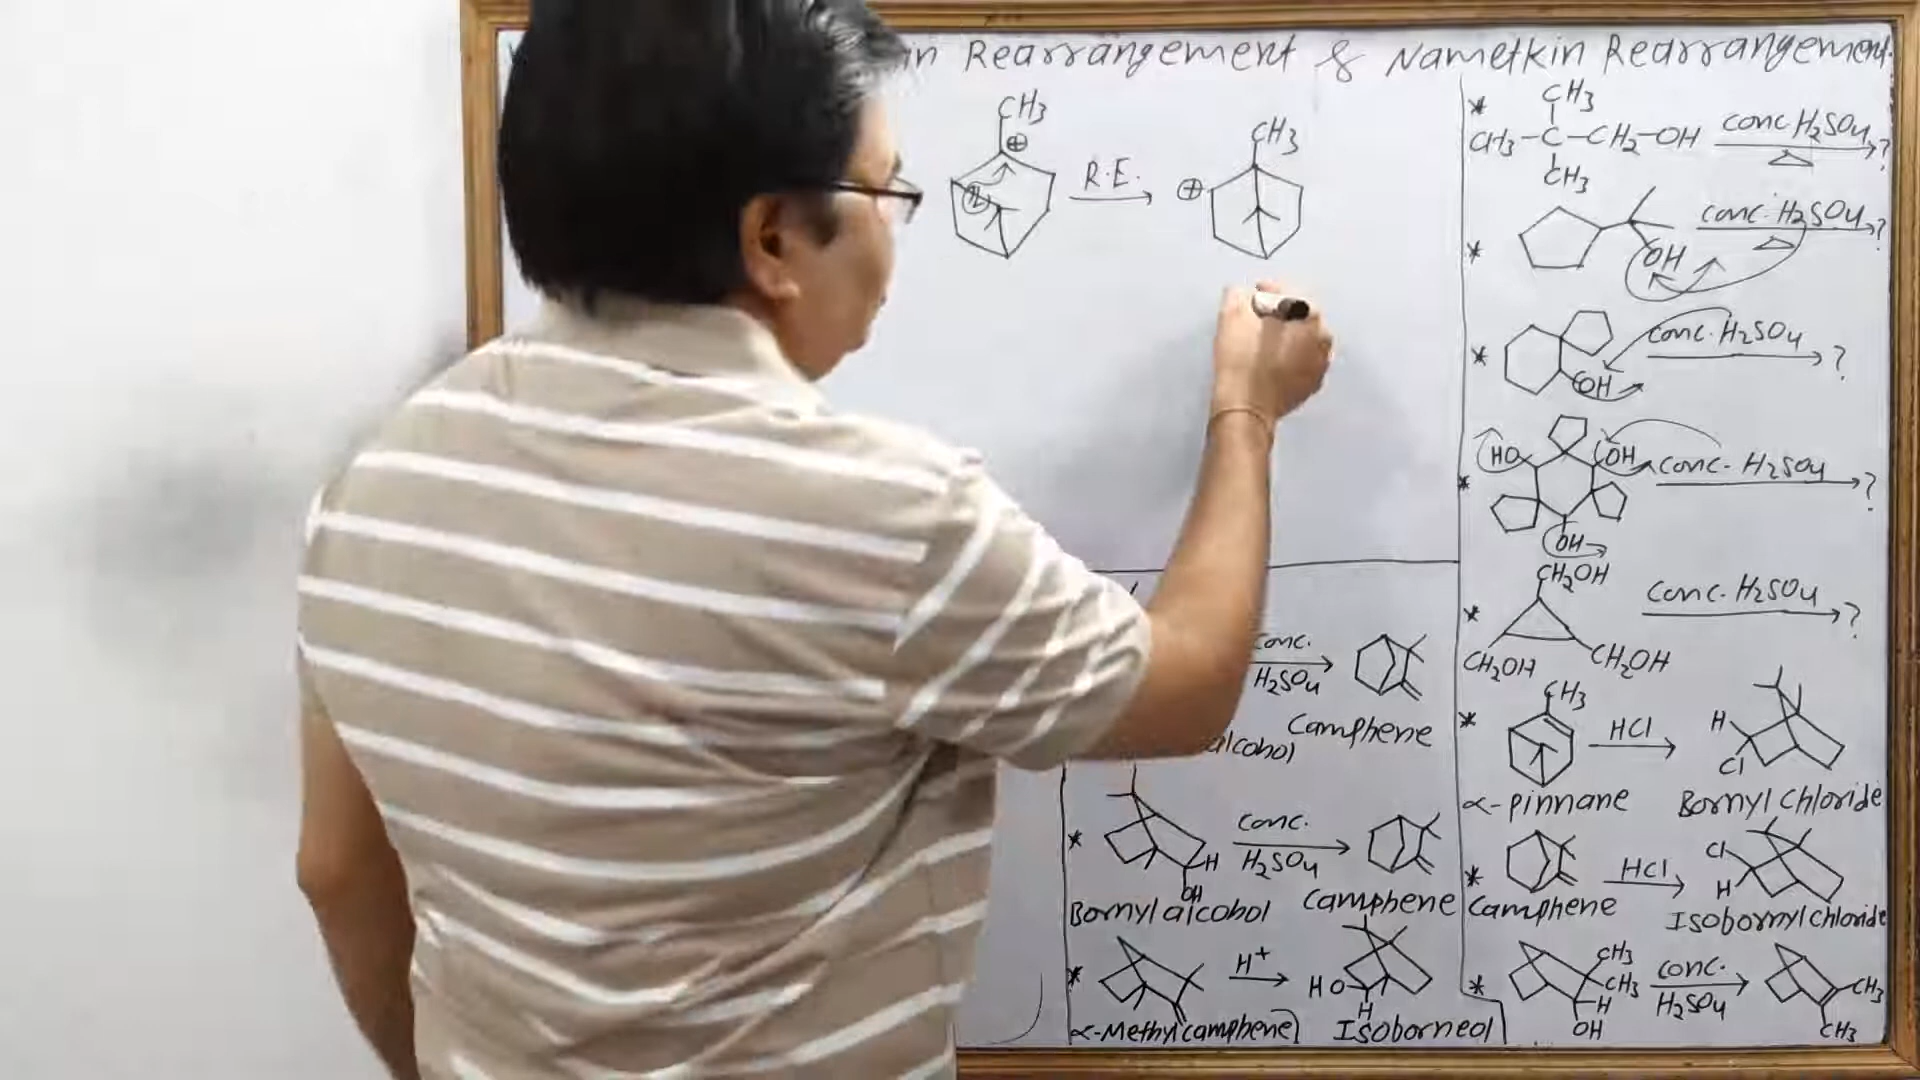 in Rearrangement & Nametkin Rearrangement
CH3
⊕
R.E.
CH3
⊕
* CH3
CH3-C-CH2-OH conc. H2SO4 △ ?
CH3
* OH conc. H2SO4 △ ?
* OH conc. H2SO4 ?
* HO OH conc. H2SO4 ?
OH
* CH2OH conc. H2SO4 ?
CH2OH CH2OH
* CH3 HCl H Cl
α-pinnane Bornyl chloride
* HCl Cl H
Camphene Isobornyl chloride
* CH3 CH3 H OH conc. H2SO4 CH3 CH3
conc. H2SO4
alcohol Camphene
* H OH conc. H2SO4
Bornyl alcohol Camphene
* H+ HO H
α-Methylcamphene Isoborneol